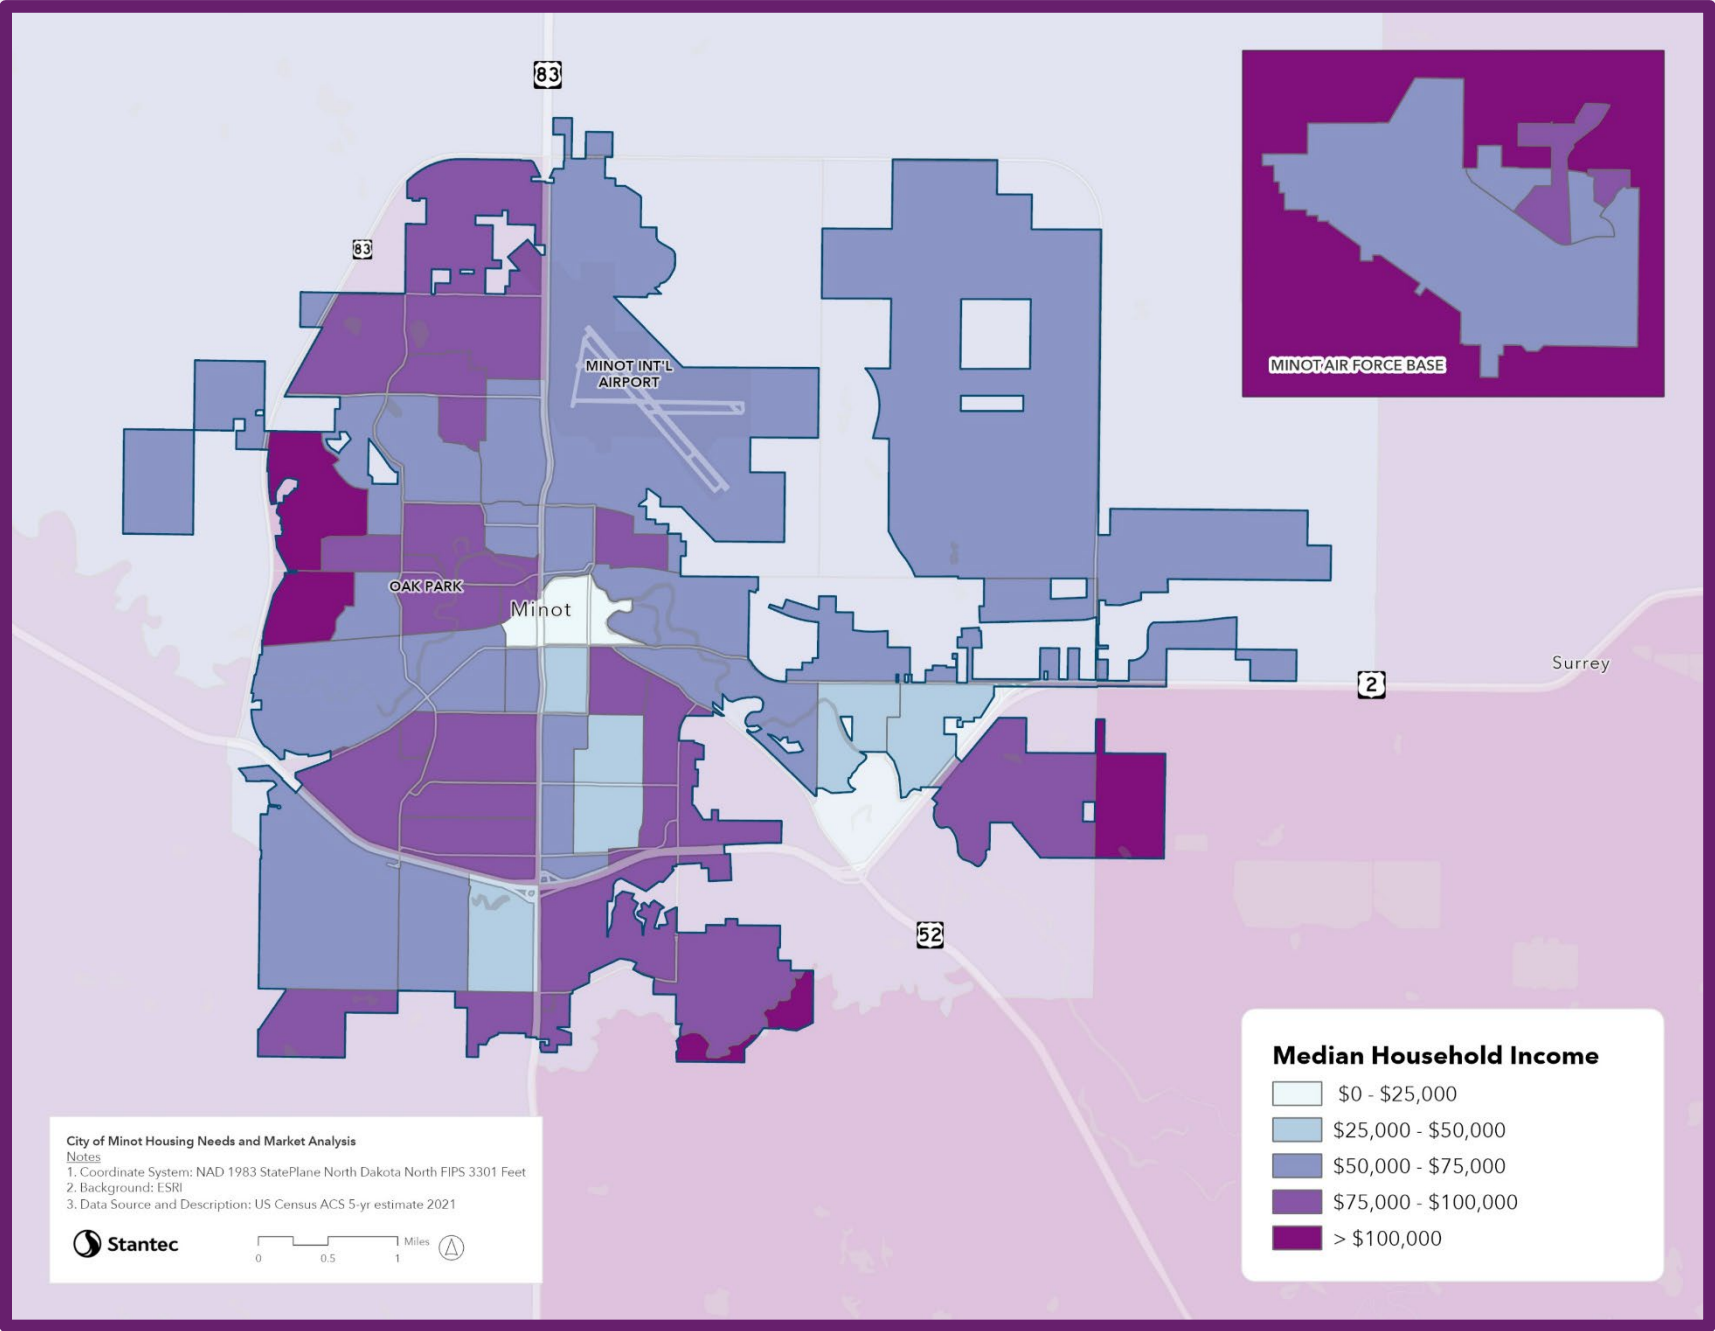 83
83
MINOT INT'L
AIRPORT
MINOT AIR FORCE BASE
OAK PARK
Minot
Surrey
2
52
Median Household Income
$0 - $25,000
$25,000 - $50,000
$50,000 - $75,000
$75,000 - $100,000
> $100,000
City of Minot Housing Needs and Market Analysis
Notes
1. Coordinate System: NAD 1983 StatePlane North Dakota North FIPS 3301 Feet
2. Background: ESRI
3. Data Source and Description: US Census ACS 5-yr estimate 2021
Stantec
Miles
0 0.5 1